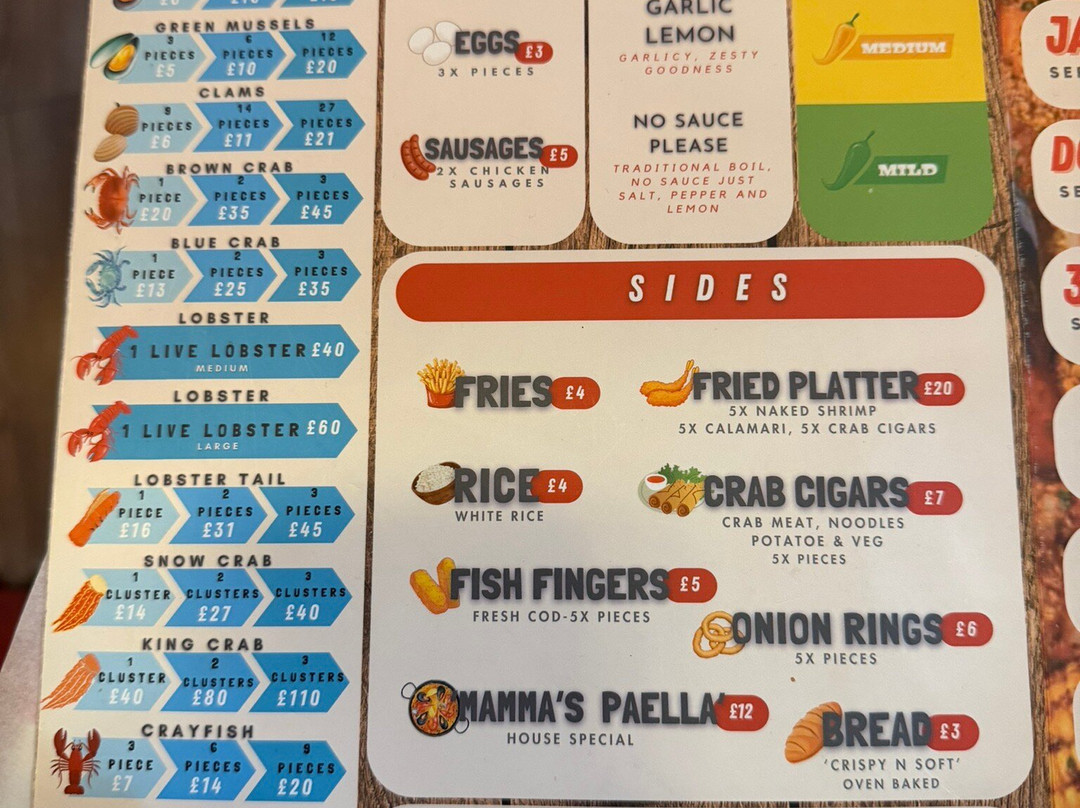 GREEN MUSSELS
3 PIECES £5
6 PIECES £10
12 PIECES £20
CLAMS
9 PIECES £6
14 PIECES £11
27 PIECES £21
BROWN CRAB
1 PIECE £20
2 PIECES £35
3 PIECES £45
BLUE CRAB
1 PIECE £13
2 PIECES £25
3 PIECES £35
LOBSTER
1 LIVE LOBSTER £40
MEDIUM
LOBSTER
1 LIVE LOBSTER £60
LARGE
LOBSTER TAIL
1 PIECE £16
2 PIECES £31
3 PIECES £45
SNOW CRAB
1 CLUSTER £14
2 CLUSTERS £27
3 CLUSTERS £40
KING CRAB
1 CLUSTER £40
2 CLUSTERS £80
3 CLUSTERS £110
CRAYFISH
3 PIECE £7
6 PIECES £14
9 PIECES £20
EGGS £3
3X PIECES
SAUSAGES £5
2X CHICKEN
SAUSAGES
GARLIC
LEMON
GARLICY, ZESTY
GOODNESS
NO SAUCE
PLEASE
TRADITIONAL BOIL,
NO SAUCE JUST
SALT, PEPPER AND
LEMON
MEDIUM
MILD
SIDES
FRIES £4
RICE £4
WHITE RICE
FISH FINGERS £5
FRESH COD-5X PIECES
MAMMA'S PAELLA' £12
HOUSE SPECIAL
FRIED PLATTER £20
5X NAKED SHRIMP
5X CALAMARI, 5X CRAB CIGARS
CRAB CIGARS £7
CRAB MEAT, NOODLES
POTATOE & VEG
5X PIECES
ONION RINGS £6
5X PIECES
BREAD £3
'CRISPY N SOFT'
OVEN BAKED